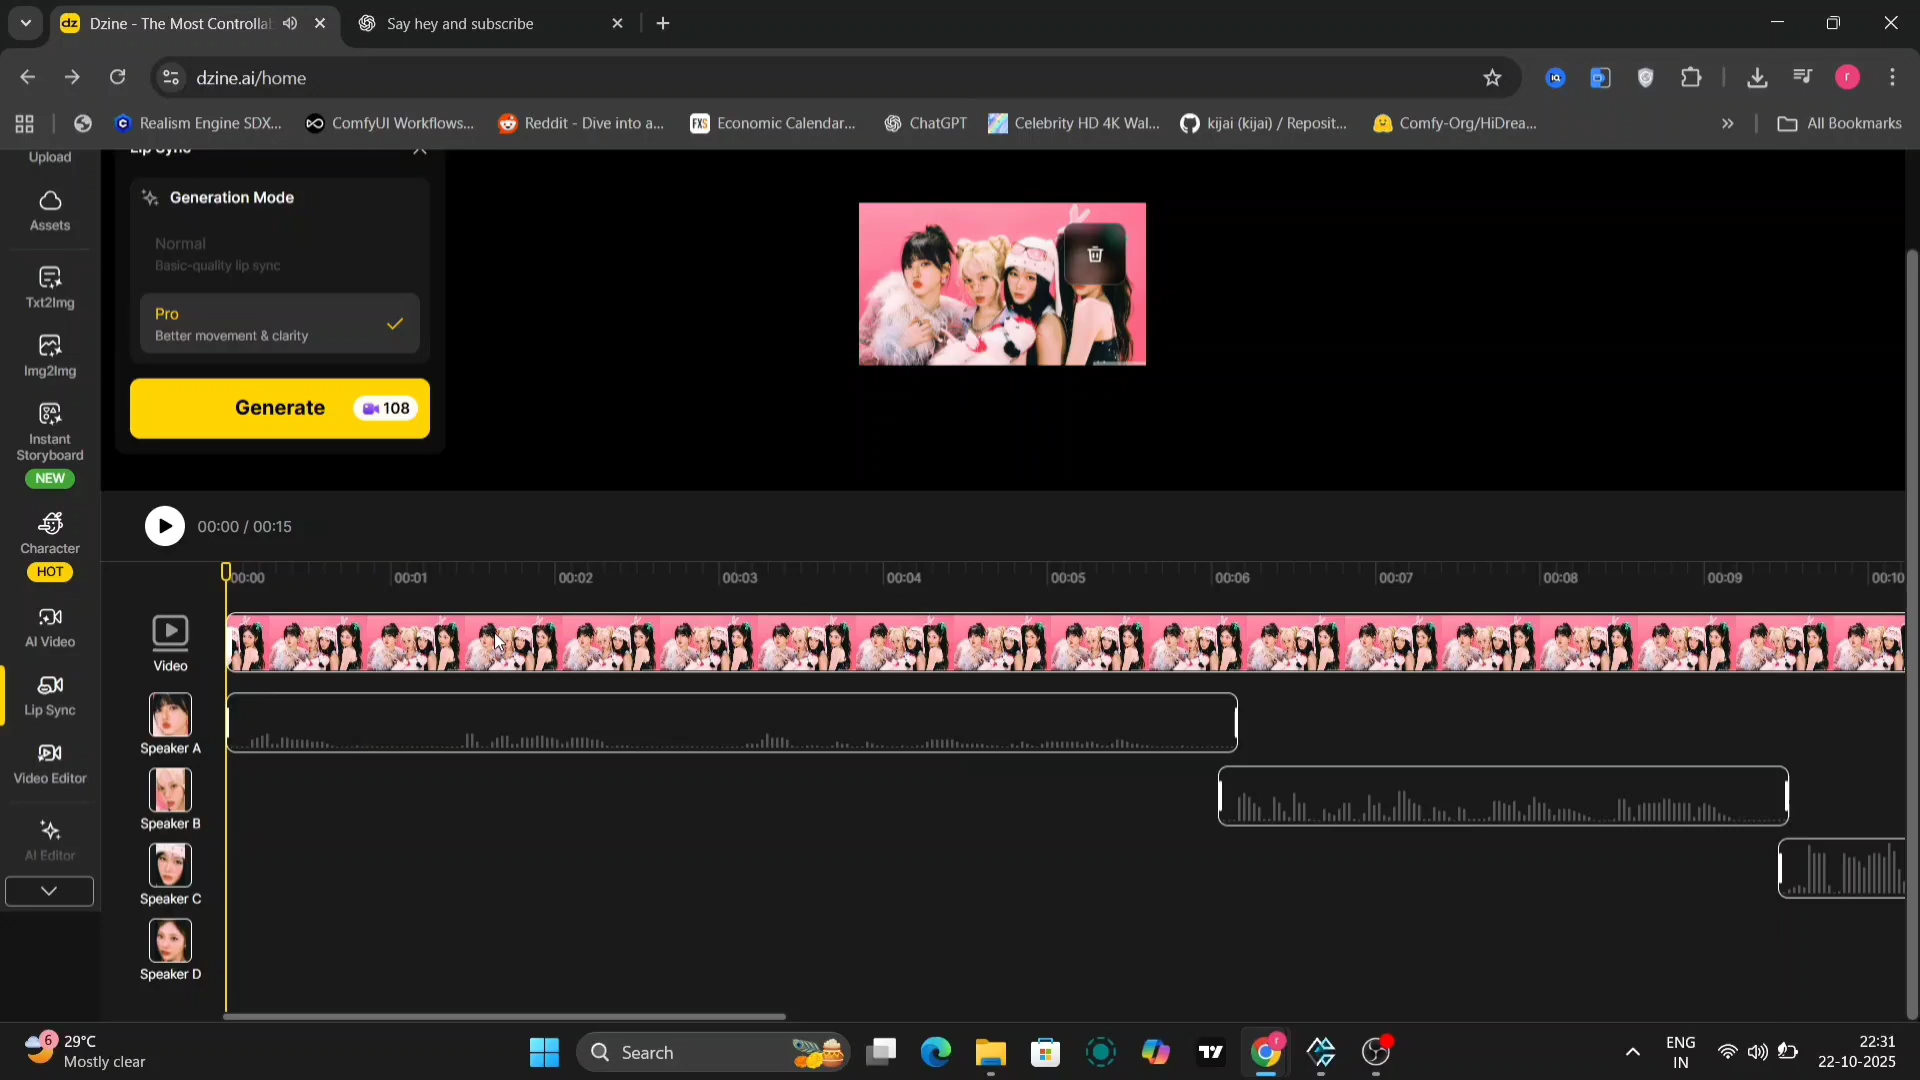 Dzine - The Most Controlla
Say hey and subscribe
dzine.ai/home
Realism Engine SDX...
ComfyUI Workflows...
Reddit - Dive into a...
Economic Calendar...
ChatGPT
Celebrity HD 4K Wal...
kijai (kijai) / Reposit...
Comfy-Org/HiDrea...
All Bookmarks
Upload
Assets
Txt2Img
Img2Img
Instant
Storyboard
NEW
Character
HOT
AI Video
Lip Sync
Video Editor
AI Editor
Lip Sync
Generation Mode
Normal
Basic-quality lip sync
Pro
Better movement & clarity
Generate 108
00:00 / 00:15
00:00 00:01 00:02 00:03 00:04 00:05 00:06 00:07 00:08 00:09 00:10
Video
Speaker A
Speaker B
Speaker C
Speaker D
6
29°C
Mostly clear
Search
ENG
IN
22:31
22-10-2025